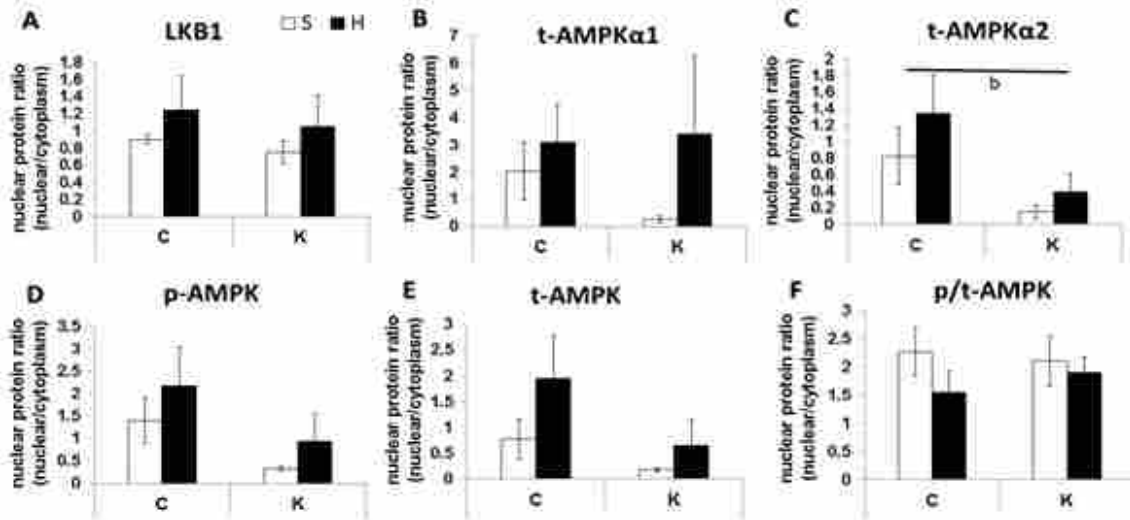 A
LKB1
S H
nuclear protein ratio
(nuclear/cytoplasm)
1.8
1.6
1.4
1.2
1
0.8
0.6
0.4
0.2
0
C K
B
t-AMPKα1
nuclear protein ratio
(nuclear/cytoplasm)
7
6
5
4
3
2
1
0
C K
C
t-AMPKα2
nuclear protein ratio
(nuclear/cytoplasm)
2
1.8
1.6
1.4
1.2
1
0.8
0.6
0.4
0.2
0
b
C K
D
p-AMPK
nuclear protein ratio
(nuclear/cytoplasm)
3.5
3
2.5
2
1.5
1
0.5
0
C K
E
t-AMPK
nuclear protein ratio
(nuclear/cytoplasm)
3
2.5
2
1.5
1
0.5
0
C K
F
p/t-AMPK
nuclear protein ratio
(nuclear/cytoplasm)
3
2.5
2
1.5
1
0.5
0
C K